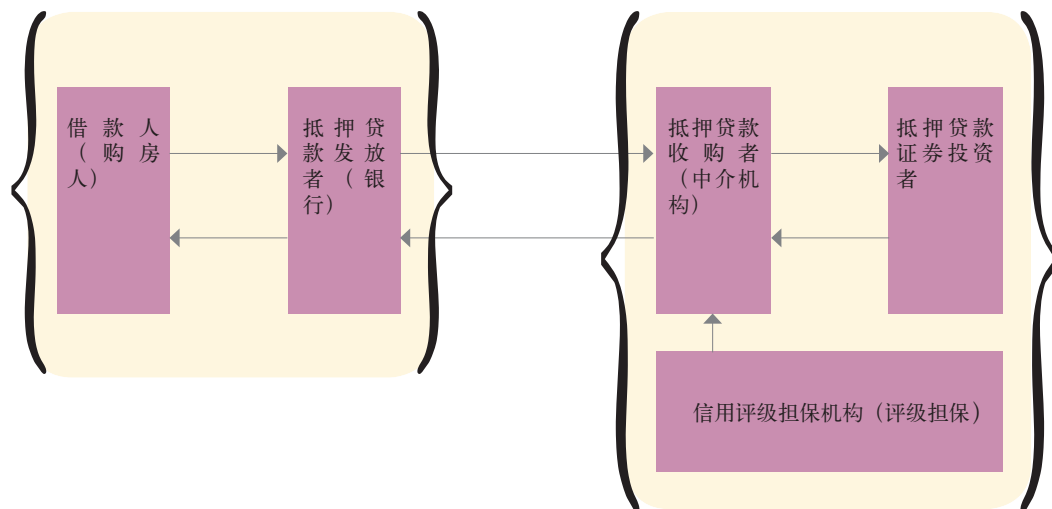 借款人
（购房
人）
抵押贷
款发放
者（银
行）
抵押贷款
收购者
（中介机
构）
抵押贷款
证券投资
者
信用评级担保机构（评级担保）